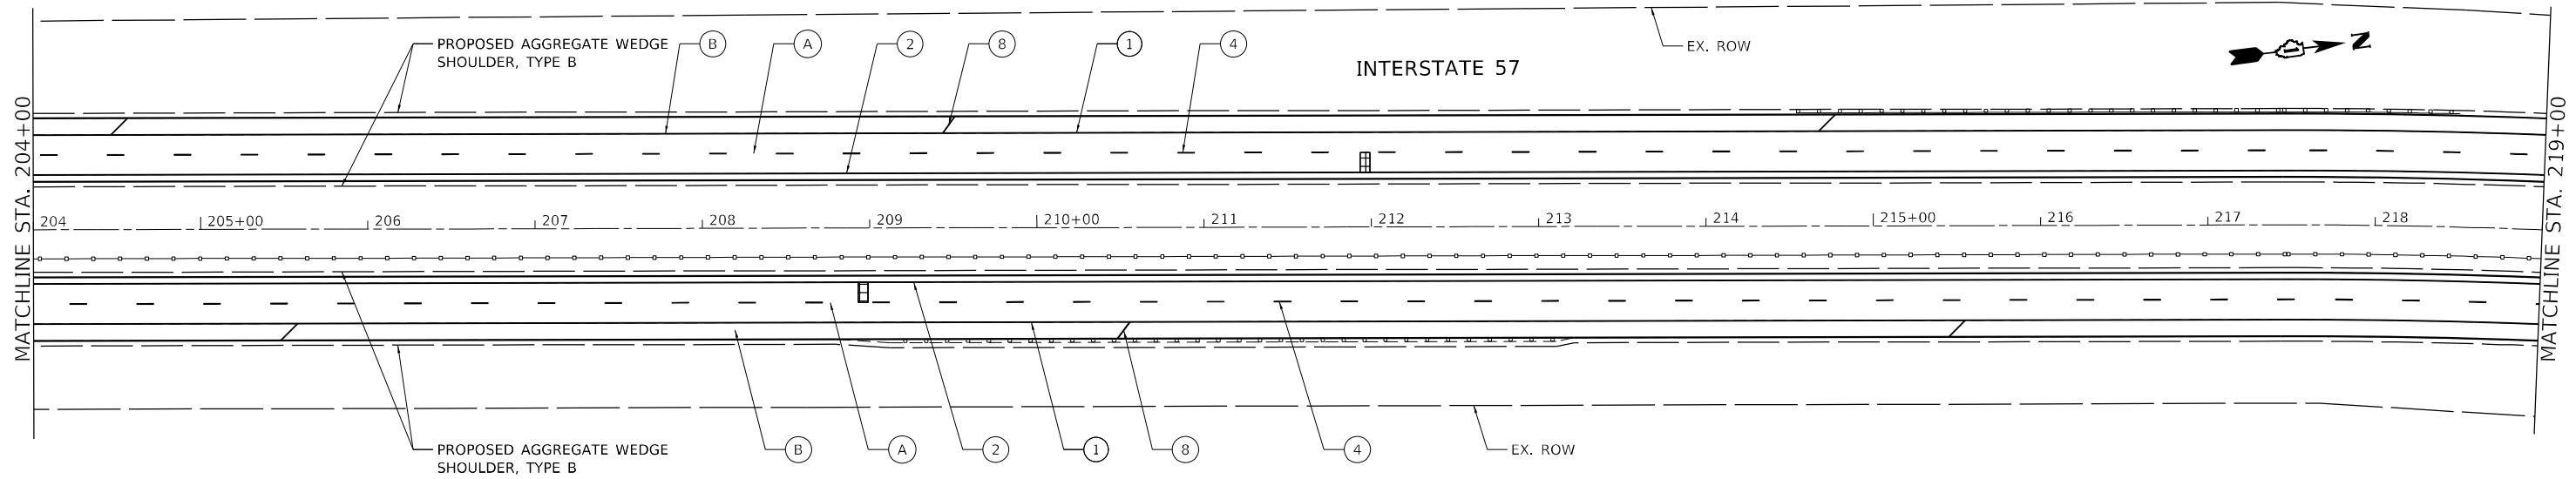 PROPOSED AGGREGATE WEDGE
SHOULDER, TYPE B
B
A
2
8
1
4
EX. ROW
INTERSTATE 57
N
MATCHLINE STA. 204+00
MATCHLINE STA. 219+00
204 205+00 206 207 208 209 210+00 211 212 213 214 215+00 216 217 218
PROPOSED AGGREGATE WEDGE
SHOULDER, TYPE B
B
A
2
1
8
4
EX. ROW